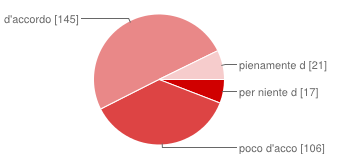 d'accordo [145]
pienamente d [21]
per niente d [17]
poco d'acco [106]